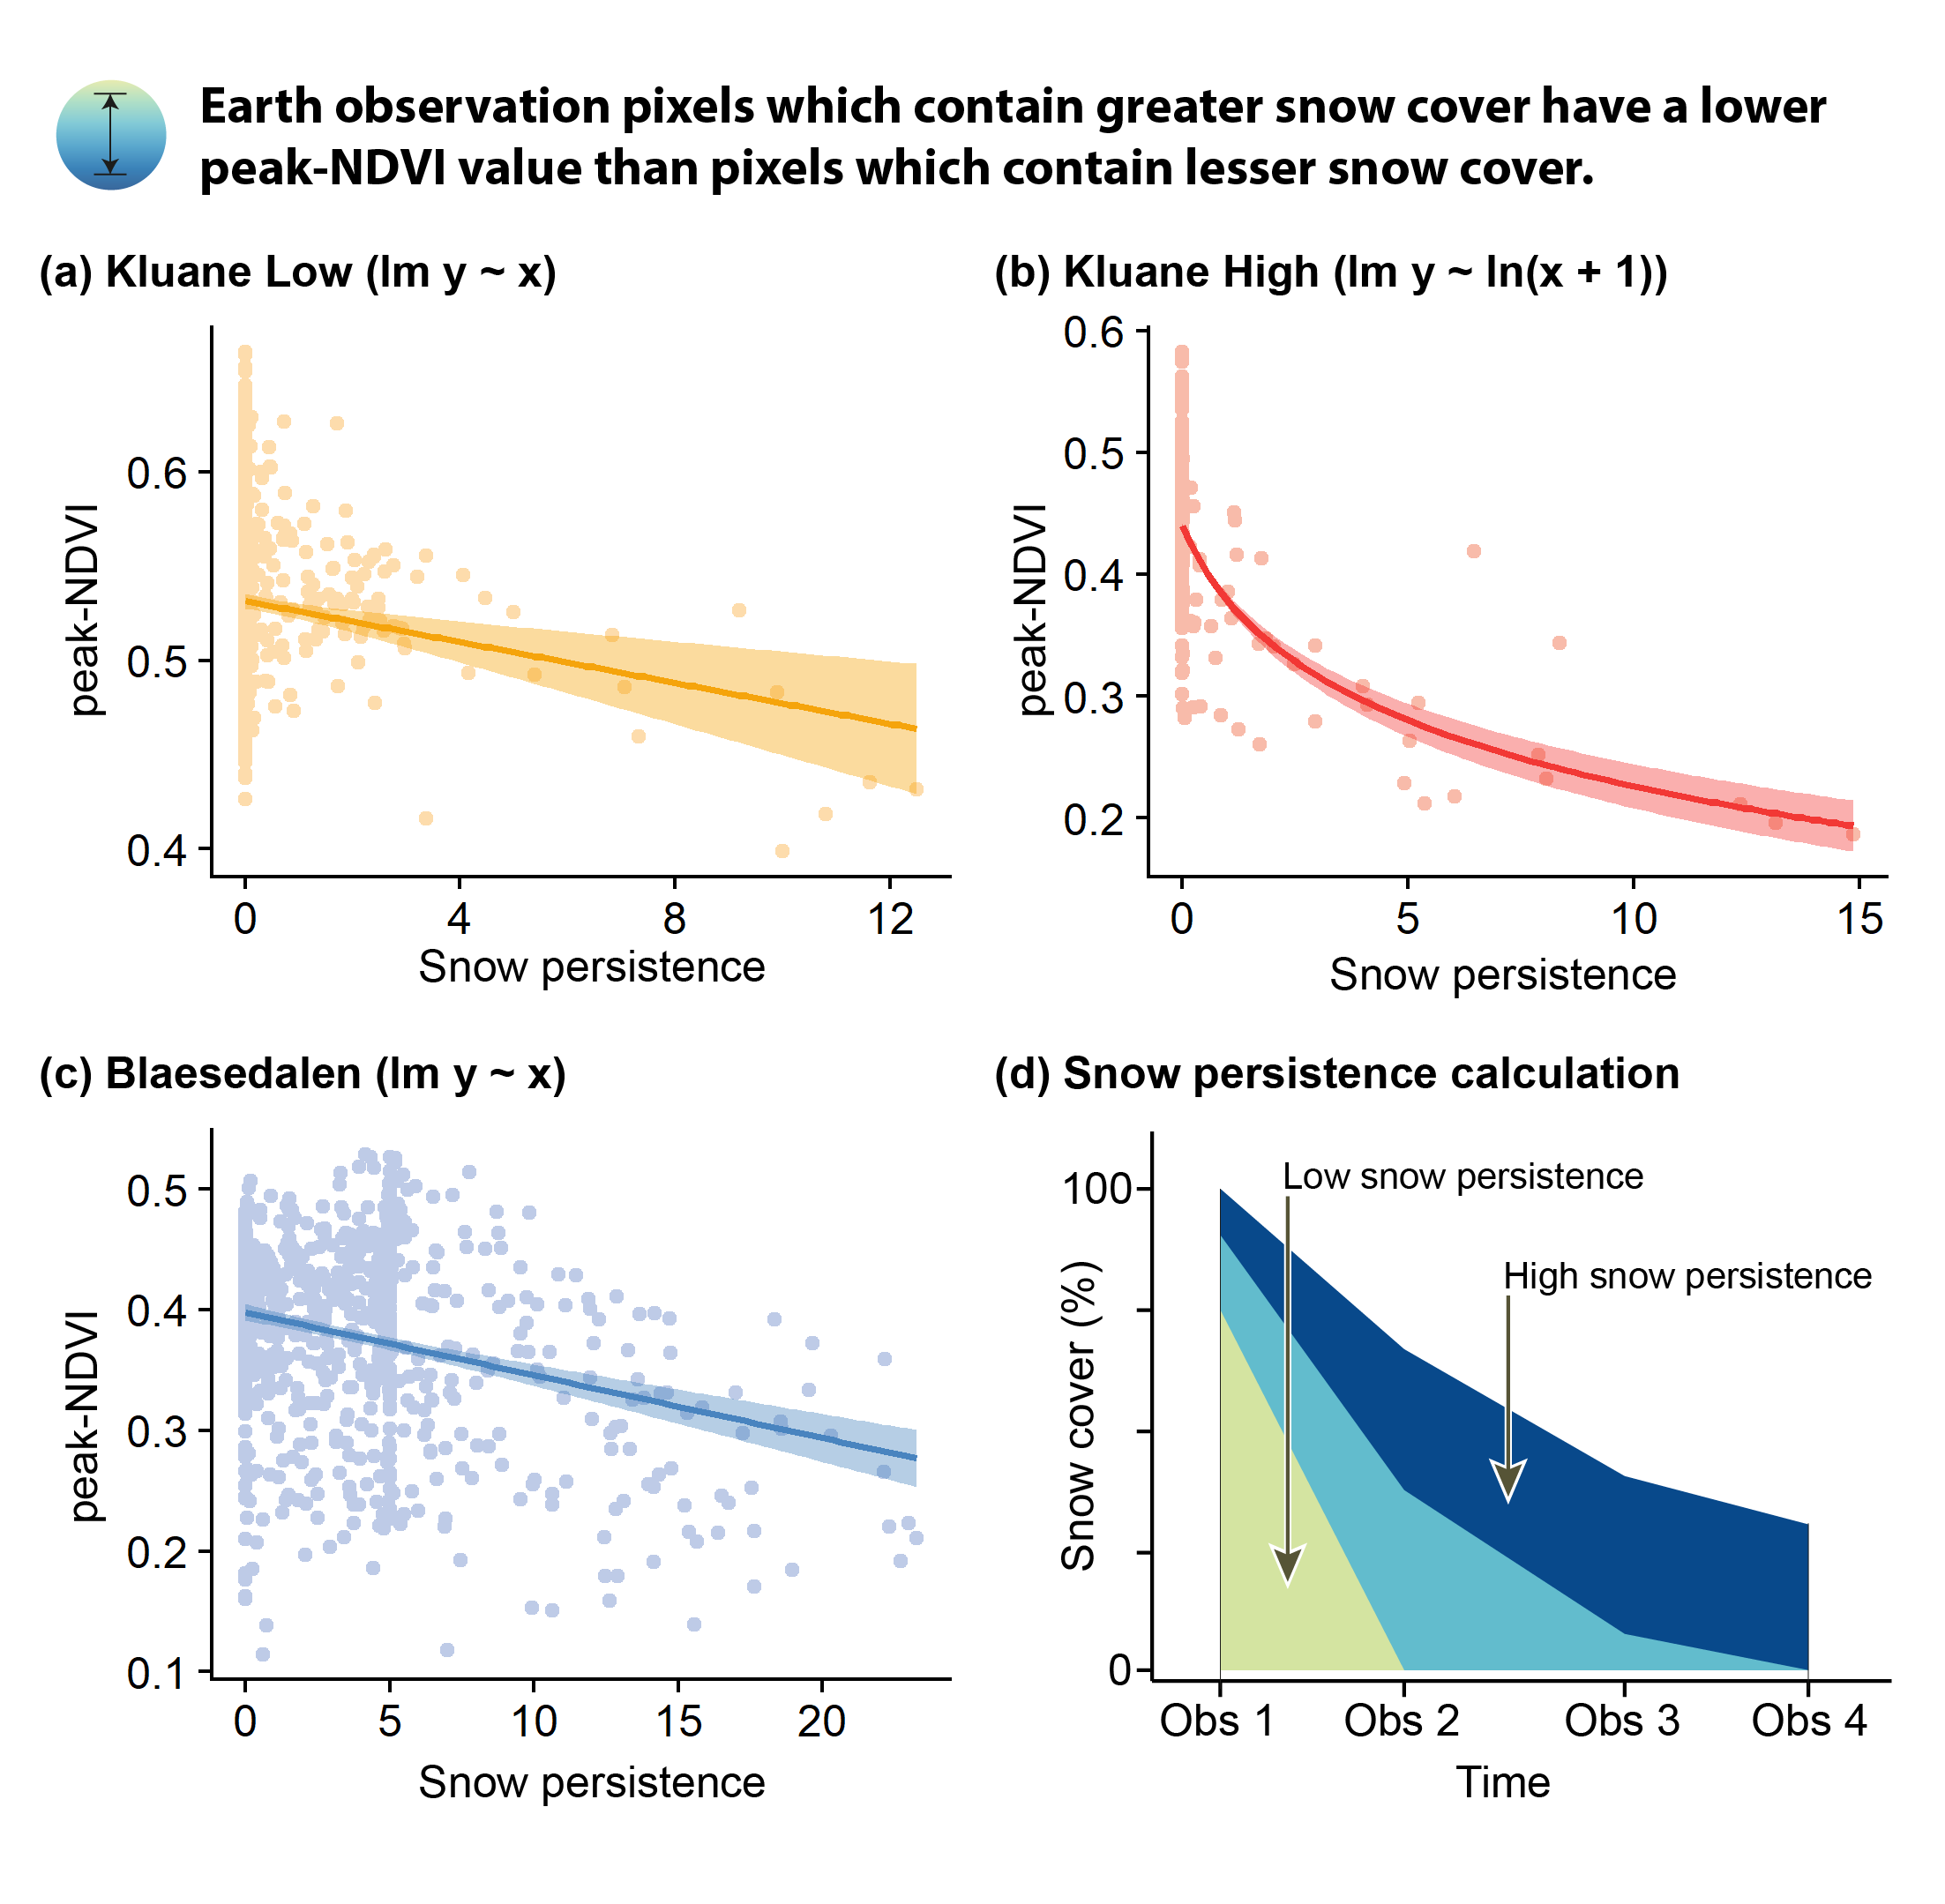 Earth observation pixels which contain greater snow cover have a lower
peak-NDVI value than pixels which contain lesser snow cover.
(a) Kluane Low (lm y ~ x)
peak-NDVI
0.6
0.5
0.4
0 4 8 12
Snow persistence
(b) Kluane High (lm y ~ ln(x + 1))
peak-NDVI
0.6
0.5
0.4
0.3
0.2
0 5 10 15
Snow persistence
(c) Blaesedalen (lm y ~ x)
peak-NDVI
0.5
0.4
0.3
0.2
0.1
0 5 10 15 20
Snow persistence
(d) Snow persistence calculation
Snow cover (%)
100
0
Low snow persistence
High snow persistence
Obs 1 Obs 2 Obs 3 Obs 4
Time